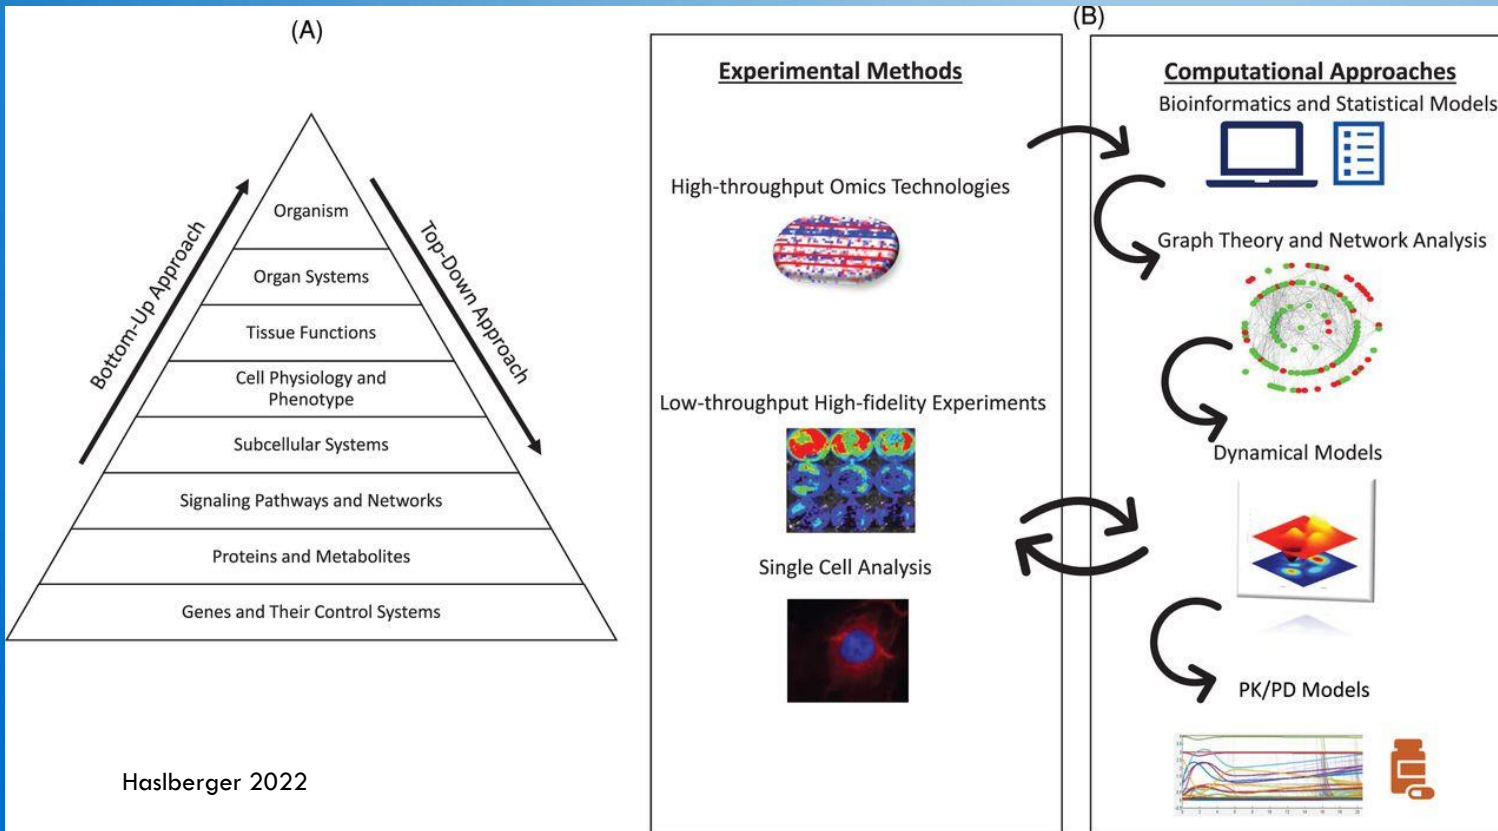 (A)
Organism
Organ Systems
Tissue Functions
Cell Physiology and
Phenotype
Subcellular Systems
Signaling Pathways and Networks
Proteins and Metabolites
Genes and Their Control Systems
Bottom-Up Approach
Top-Down Approach
Haslberger 2022
(B)
Experimental Methods
High-throughput Omics Technologies
Low-throughput High-fidelity Experiments
Single Cell Analysis
Computational Approaches
Bioinformatics and Statistical Models
Graph Theory and Network Analysis
Dynamical Models
PK/PD Models